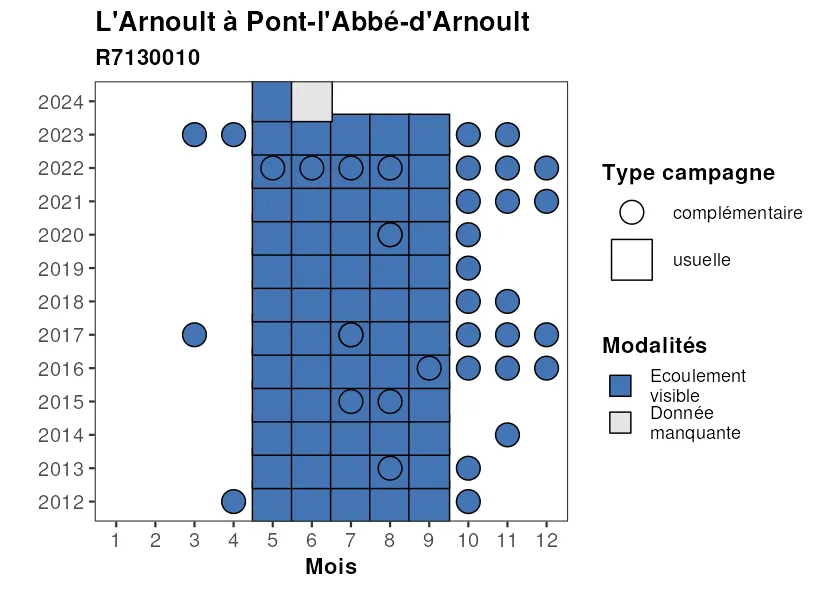 L'Arnoult à Pont-l'Abbé-d'Arnoult
R7130010
2024
2023
2022
2021
2020
2019
2018
2017
2016
2015
2014
2013
2012
1 2 3 4 5 6 7 8 9 10 11 12
Mois
Type campagne
complémentaire
usuelle
Modalités
Ecoulement
visible
Donnée
manquante